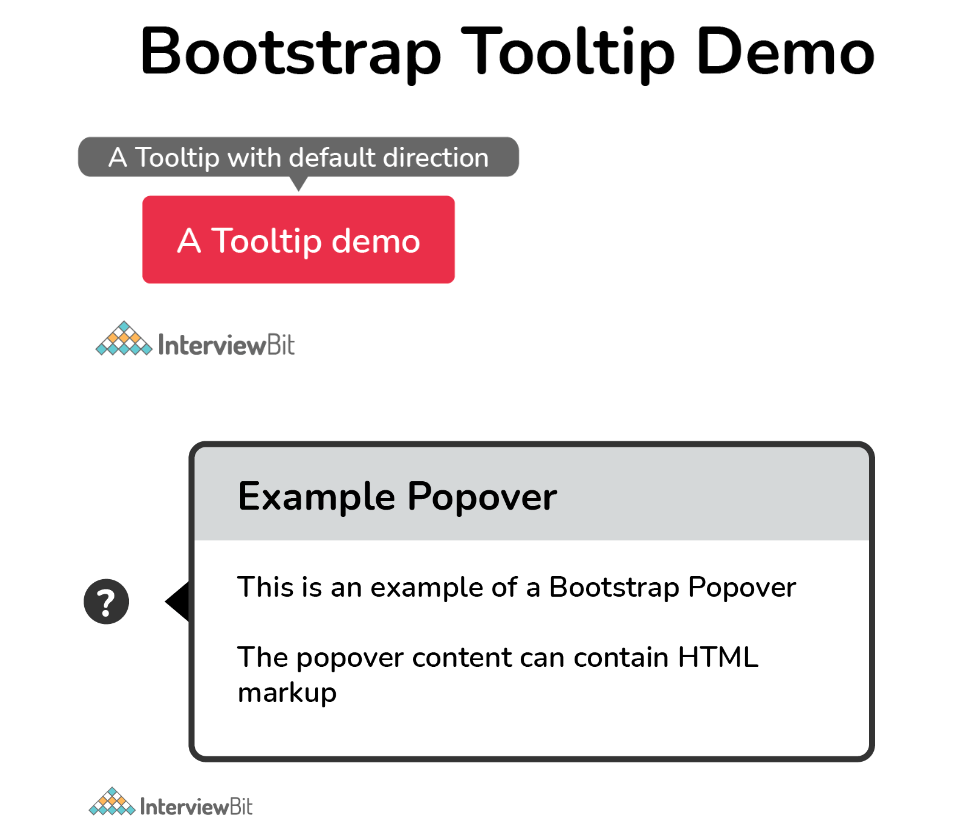 Bootstrap Tooltip Demo
A Tooltip with default direction
A Tooltip demo
InterviewBit
Example Popover
?
This is an example of a Bootstrap Popover
The popover content can contain HTML
markup
InterviewBit